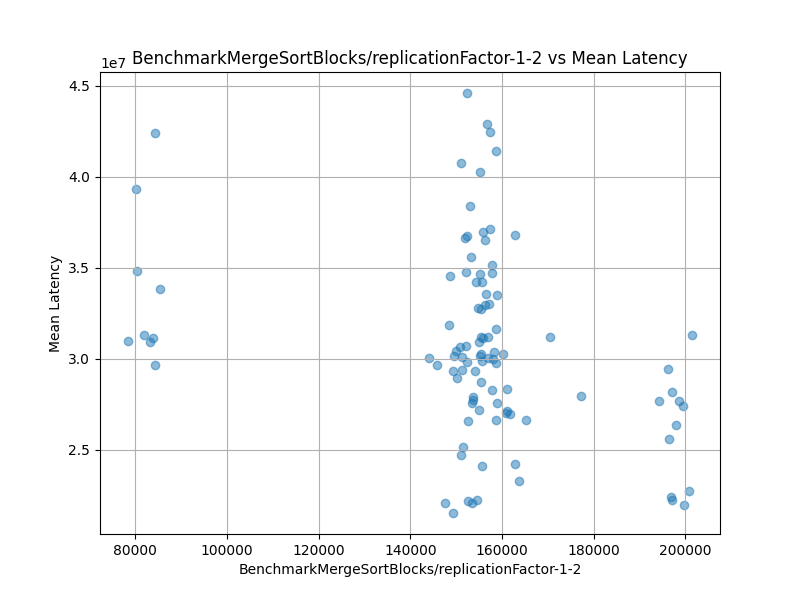 BenchmarkMergeSortBlocks/replicationFactor-1-2 vs Mean Latency
1e7
4.5
4.0
3.5
3.0
2.5
Mean Latency
80000 100000 120000 140000 160000 180000 200000
BenchmarkMergeSortBlocks/replicationFactor-1-2